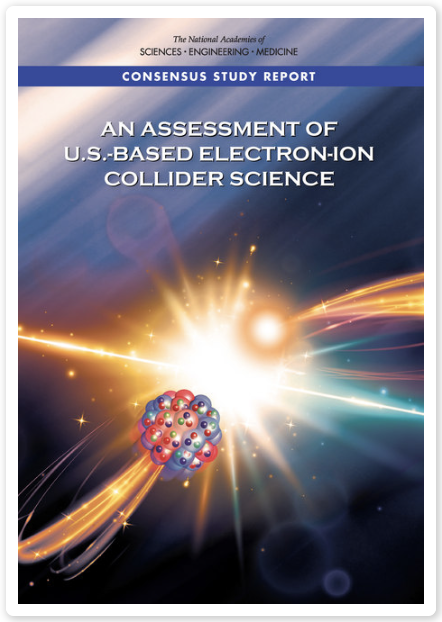 The National Academies of
SCIENCES • ENGINEERING • MEDICINE
CONSENSUS STUDY REPORT
AN ASSESSMENT OF
U.S.-BASED ELECTRON-ION
COLLIDER SCIENCE